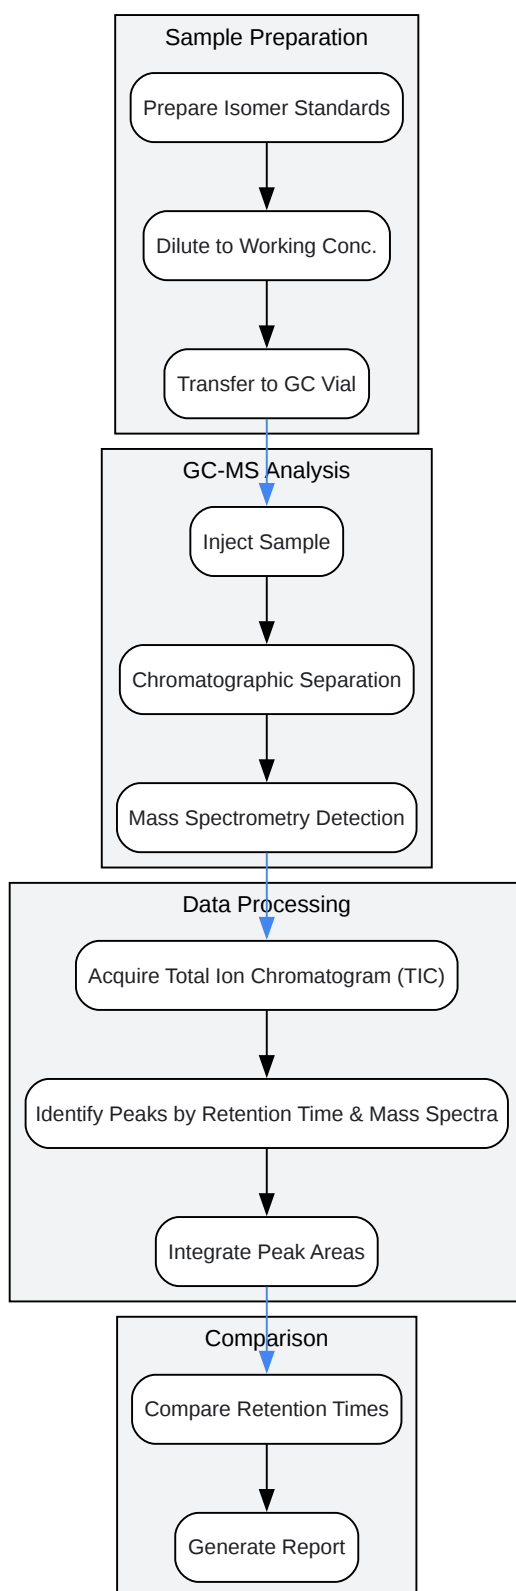 Sample Preparation
Prepare Isomer Standards
Dilute to Working Conc.
Transfer to GC Vial
GC-MS Analysis
Inject Sample
Chromatographic Separation
Mass Spectrometry Detection
Data Processing
Acquire Total Ion Chromatogram (TIC)
Identify Peaks by Retention Time & Mass Spectra
Integrate Peak Areas
Comparison
Compare Retention Times
Generate Report